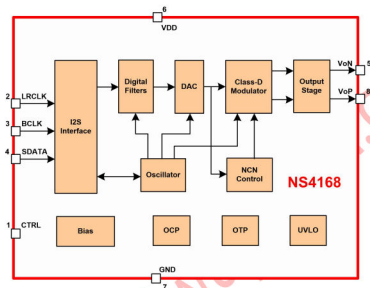 6
VDD
Digital
Filters
DAC
Class-D
Modulator
Output
Stage
VoN
5
VoP
8
2
LRCLK
3
BCLK
4
SDATA
I2S
Interface
Oscillator
NCN
Control
NS4168
1
CTRL
Bias
OCP
OTP
UVLO
GND
7